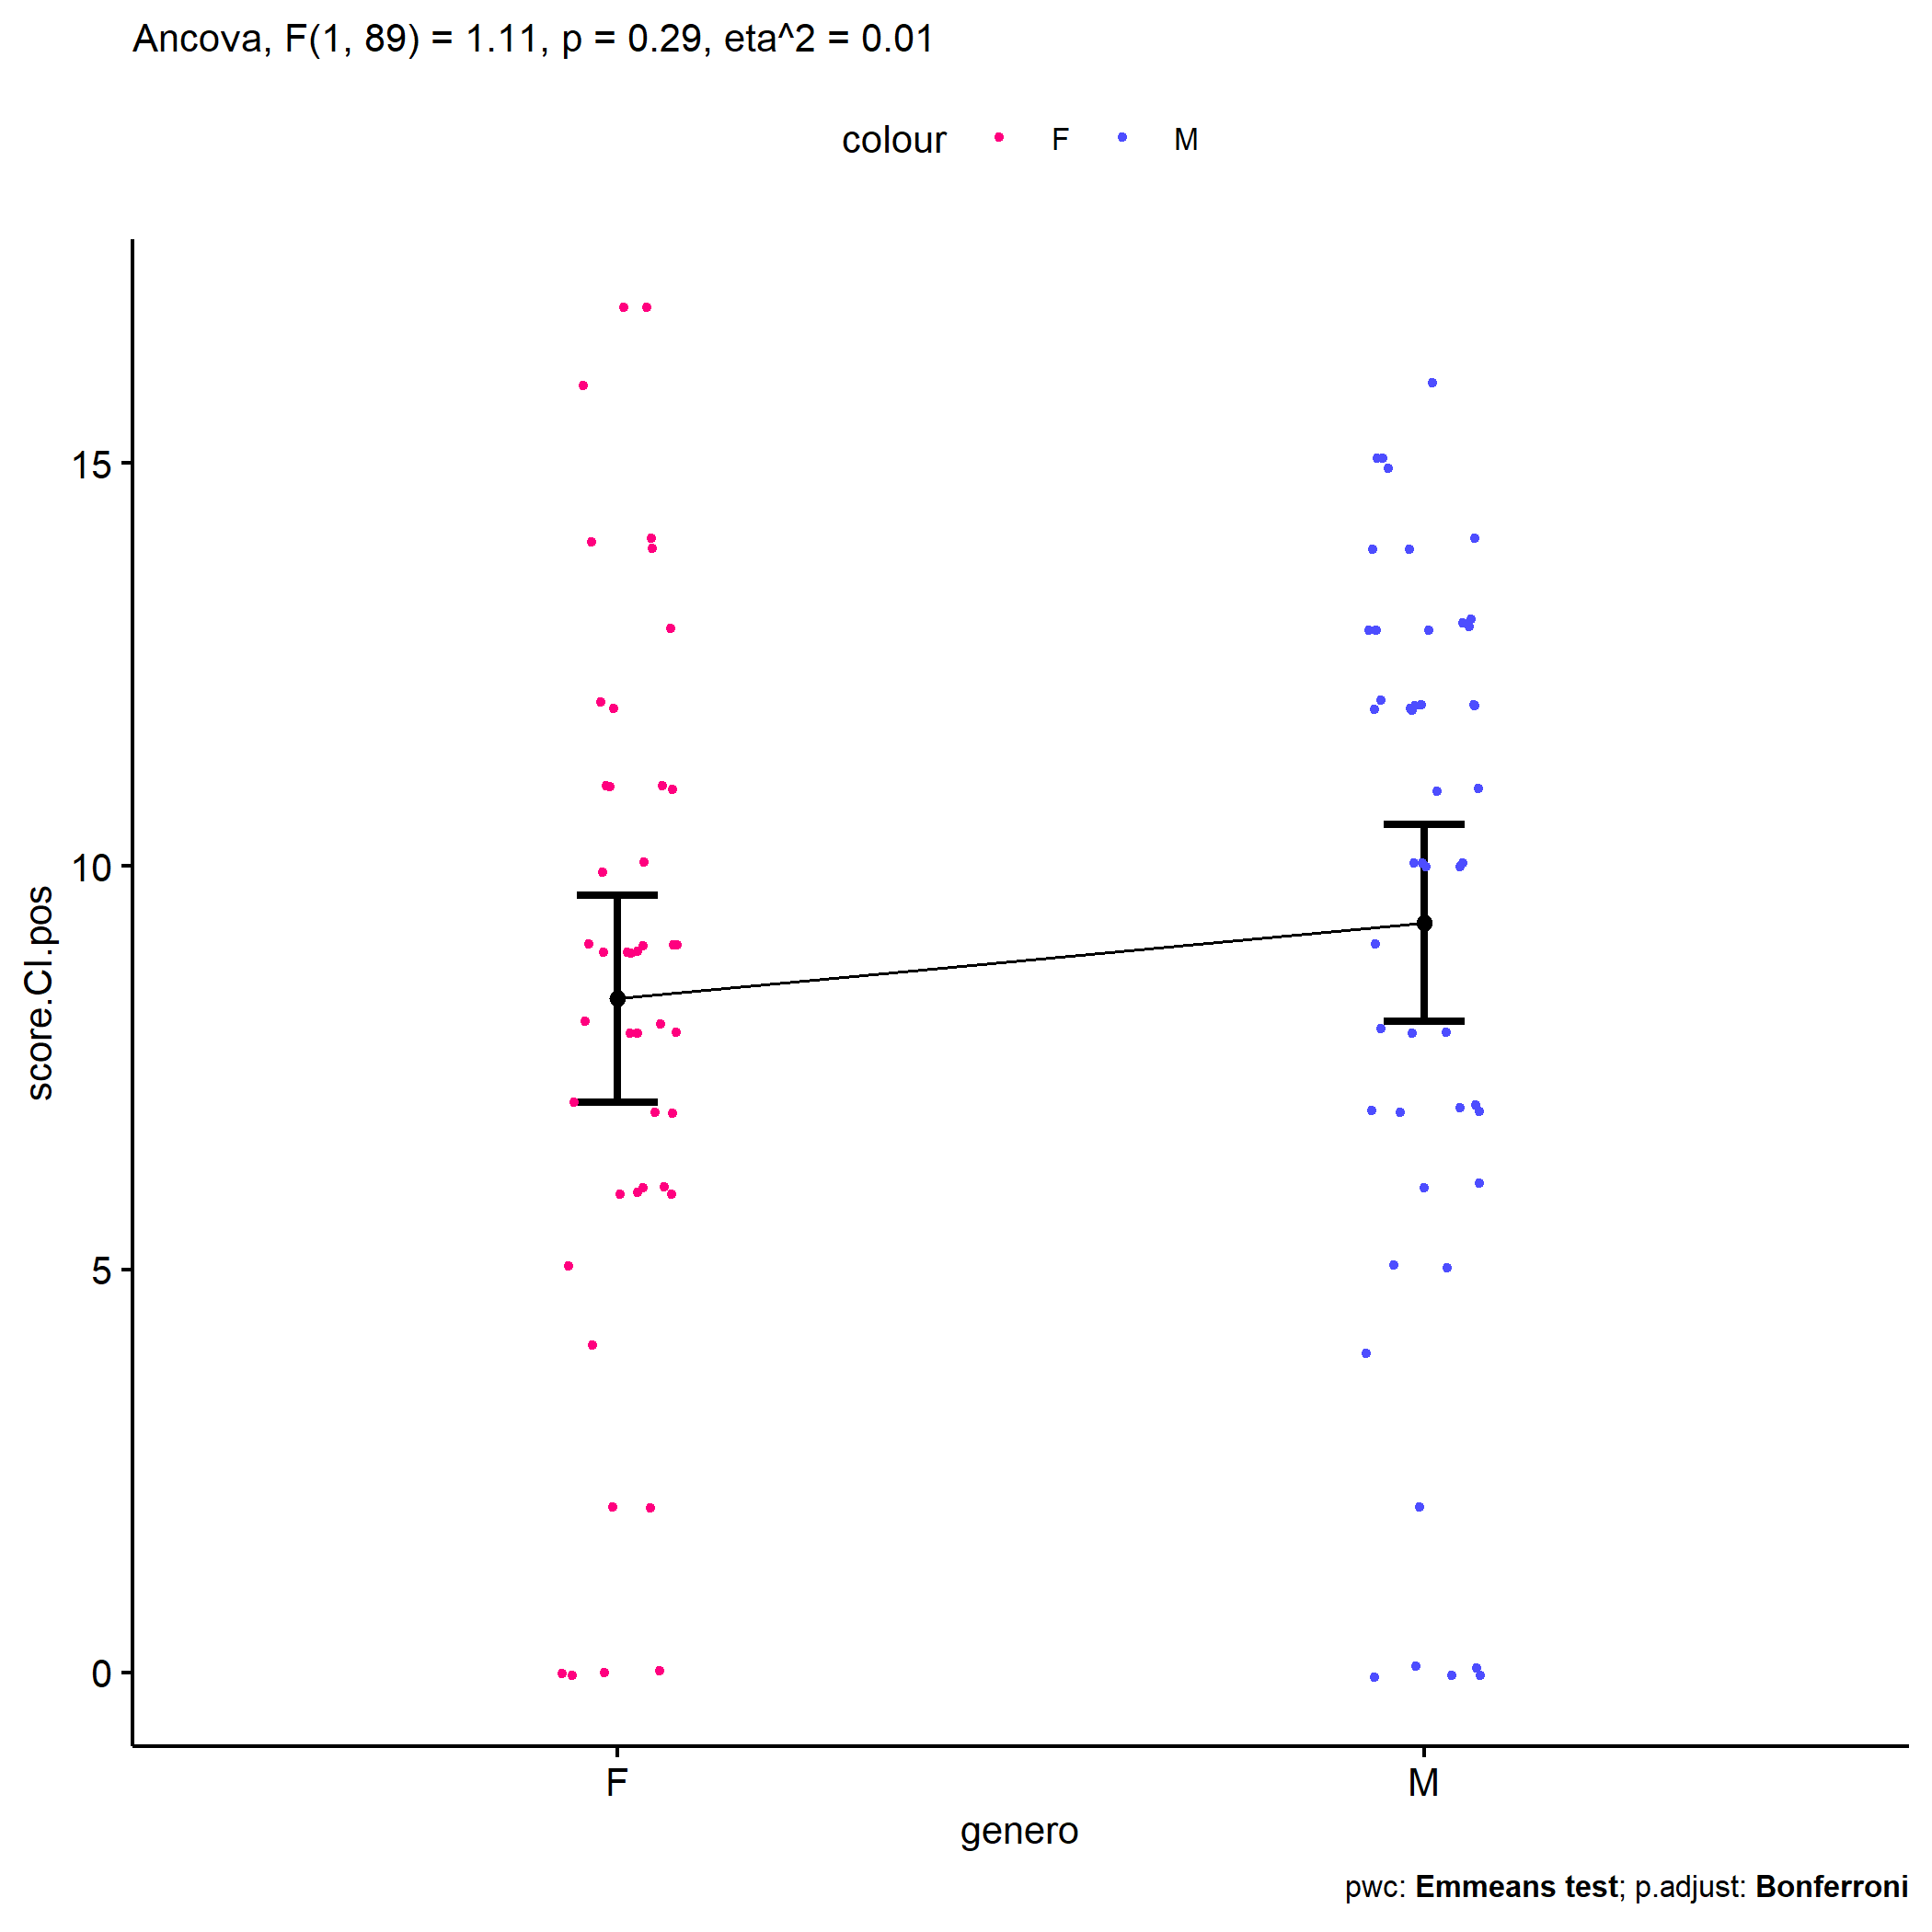 Ancova, F(1, 89) = 1.11, p = 0.29, eta^2 = 0.01
colour F M
score.CI.pos
15
10
5
0
F M
genero
pwc: Emmeans test; p.adjust: Bonferroni